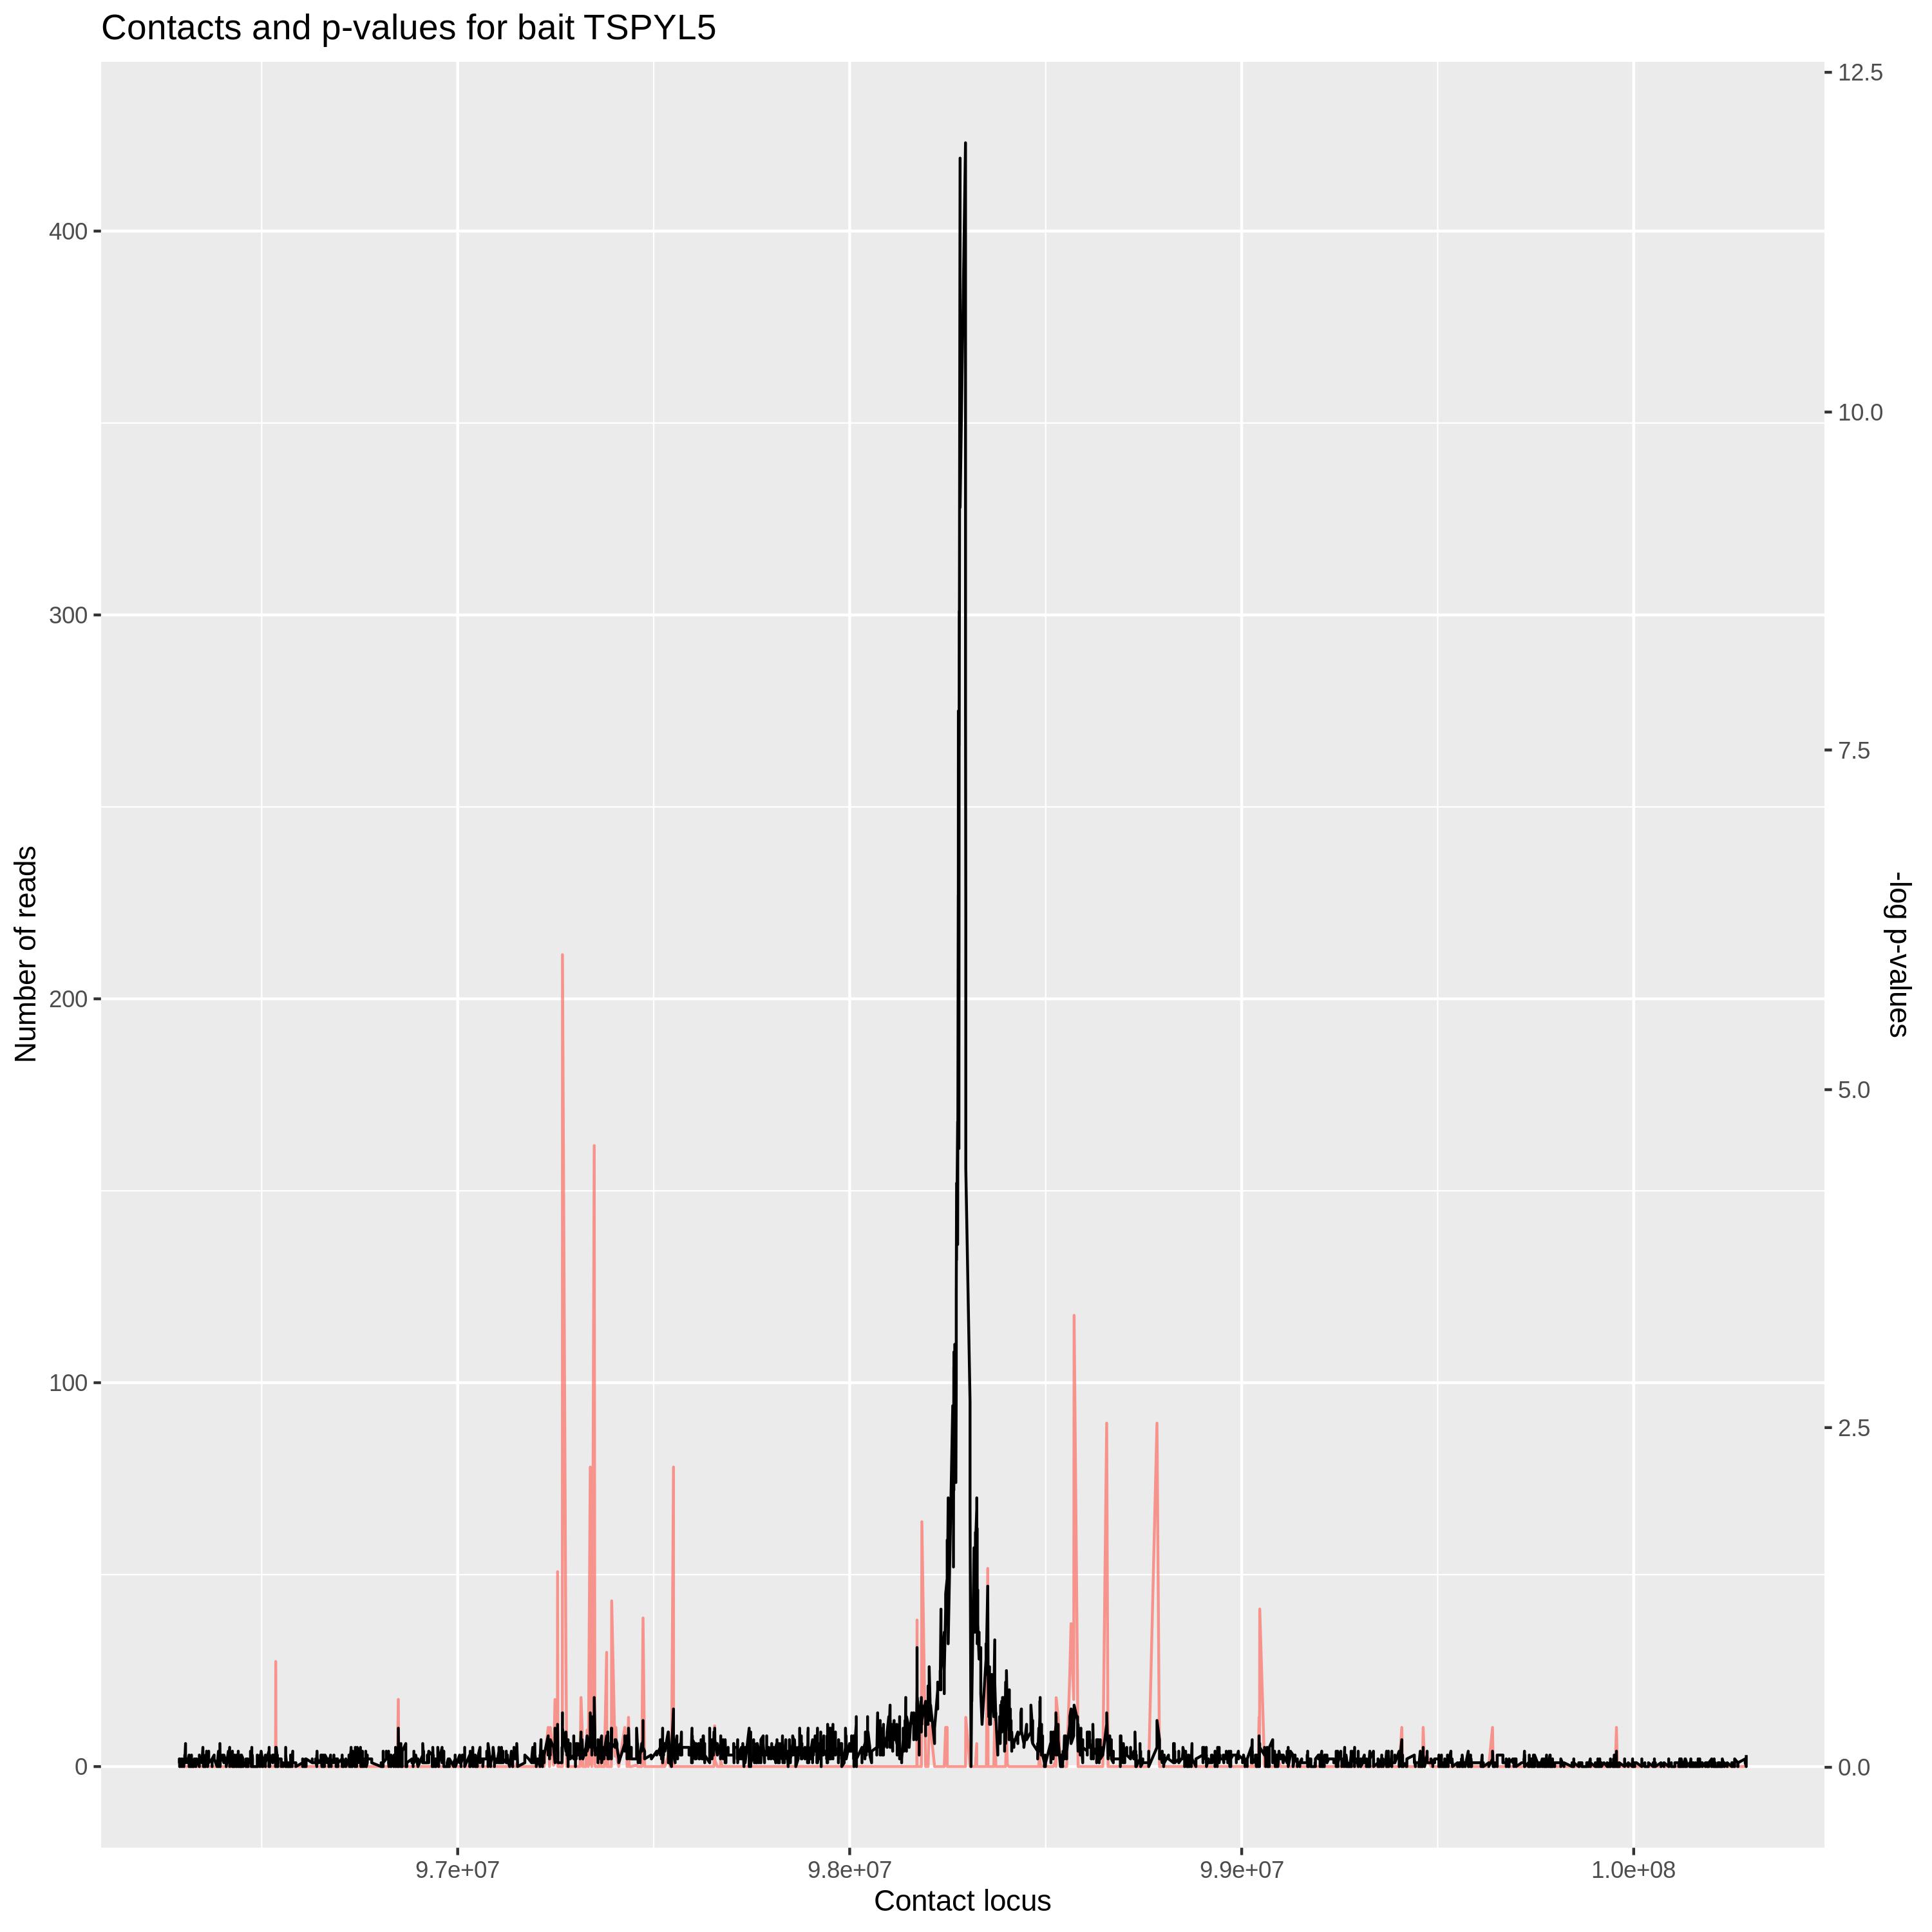 Contacts and p-values for bait TSPYL5
Number of reads
400
300
200
100
0
12.5
10.0
7.5
5.0
2.5
0.0
-log p-values
9.7e+07
9.8e+07
9.9e+07
1.0e+08
Contact locus